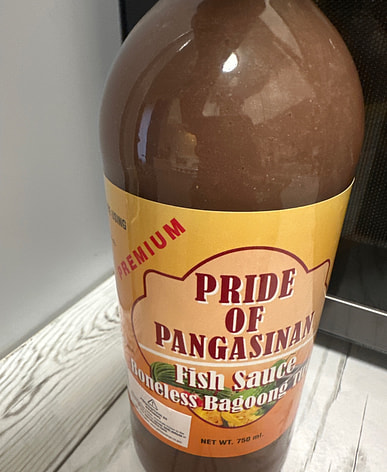 PREMIUM
PRIDE
OF
PANGASINAN
Fish Sauce
Boneless Bagoong
NET WT. 750 ml.